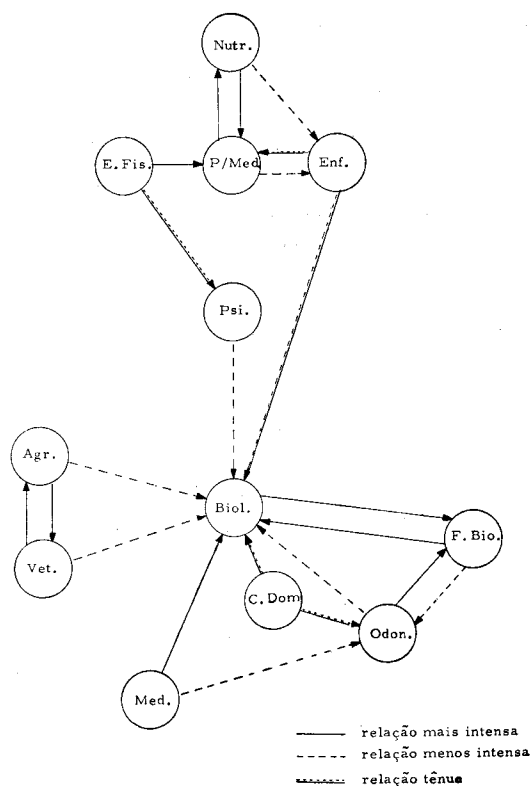 Nutr.
E. Fis.
P/Med
Enf.
Psi.
Agr.
Biol.
F. Bio.
Vet.
C. Dom
Odon.
Med.
relação mais intensa
relação menos intensa
relação tênue